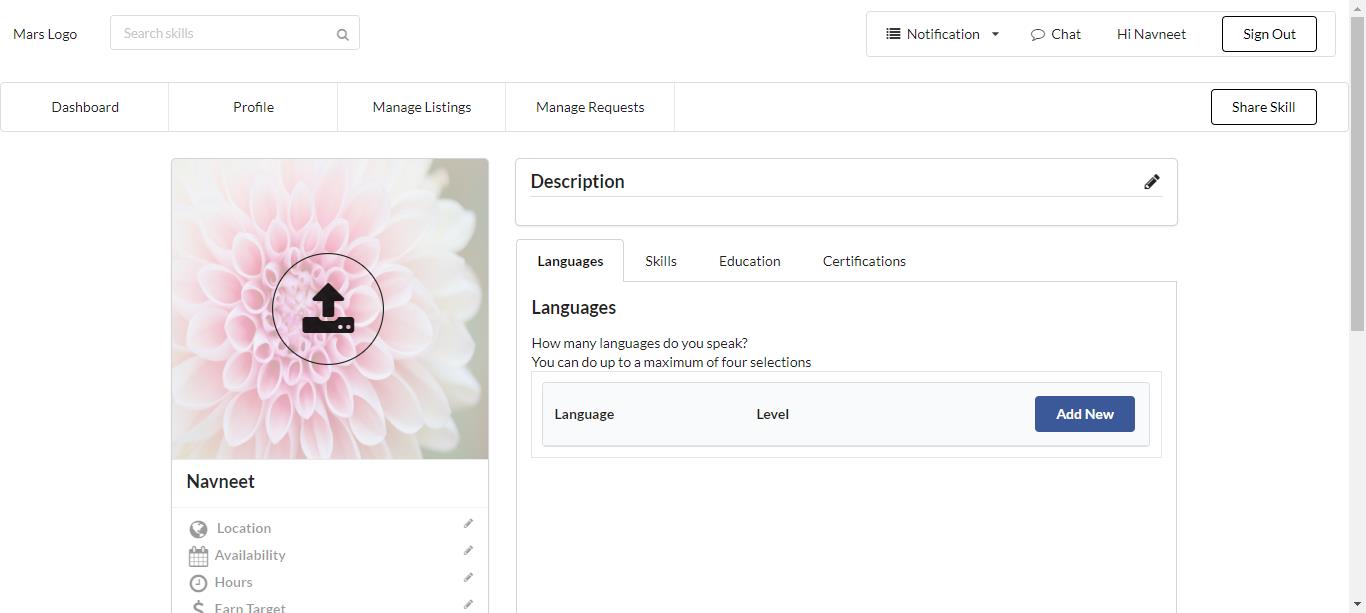 Mars Logo
Search skills
Notification
Chat
Hi Navneet
Sign Out
Dashboard
Profile
Manage Listings
Manage Requests
Share Skill
Description
Languages
Skills
Education
Certifications
Languages
How many languages do you speak?
You can do up to a maximum of four selections
Language
Level
Add New
Navneet
Location
Availability
Hours
Earn Target